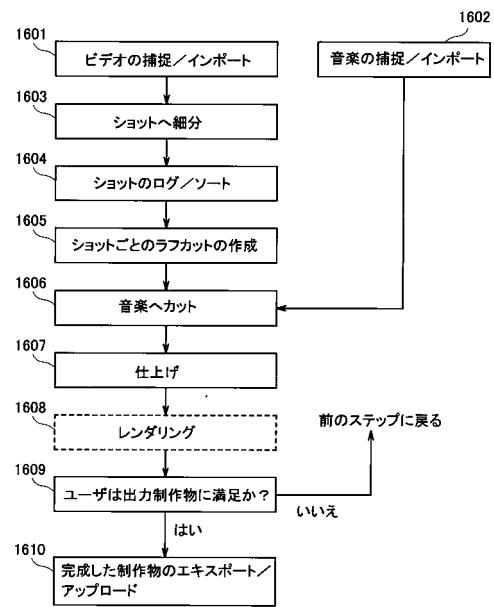 1601
ビデオの捕捉／インポート
1602
音楽の捕捉／インポート
1603
ショットへ細分
1604
ショットのログ／ソート
1605
ショットごとのラフカットの作成
1606
音楽へカット
1607
仕上げ
1608
レンダリング
前のステップに戻る
1609
ユーザは出力制作物に満足か？
いいえ
はい
1610
完成した制作物のエキスポート／
アップロード